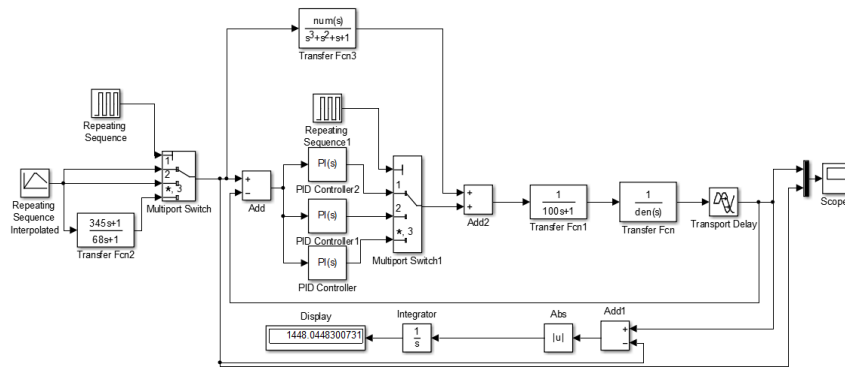 num(s)
s³+s²+s+1
Transfer Fcn3
Repeating
Sequence
1
2
*, 3
Multiport Switch
Repeating
Sequence
Interpolated
345s+1
68s+1
Transfer Fcn2
+
−
Add
Repeating
Sequence1
PI(s)
PID Controller2
PI(s)
PID Controller1
PI(s)
PID Controller
1
2
*, 3
Multiport Switch1
+
+
Add2
1
100s+1
Transfer Fcn1
1
den(s)
Transfer Fcn
Transport Delay
Scope
Display
1448.0448300731
Integrator
1
s
Abs
|u|
Add1
+
−